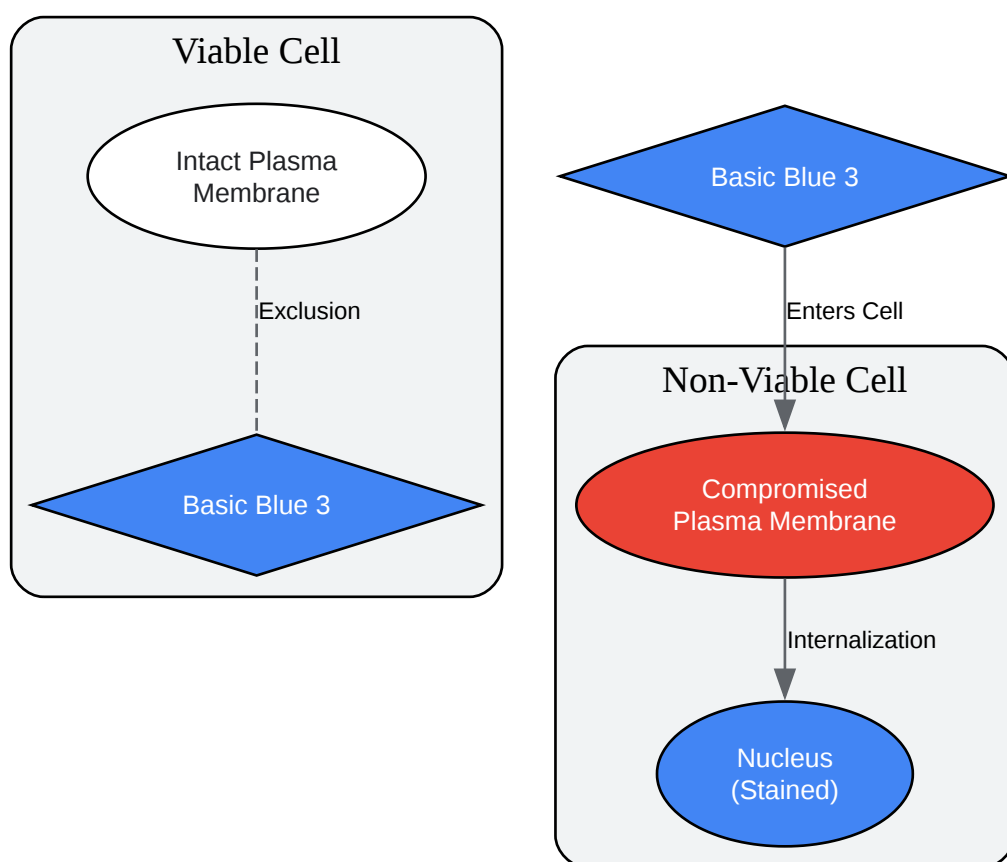 Viable Cell
Intact Plasma
Membrane
Exclusion
Basic Blue 3
Basic Blue 3
Enters Cell
Non-Viable Cell
Compromised
Plasma Membrane
Internalization
Nucleus
(Stained)